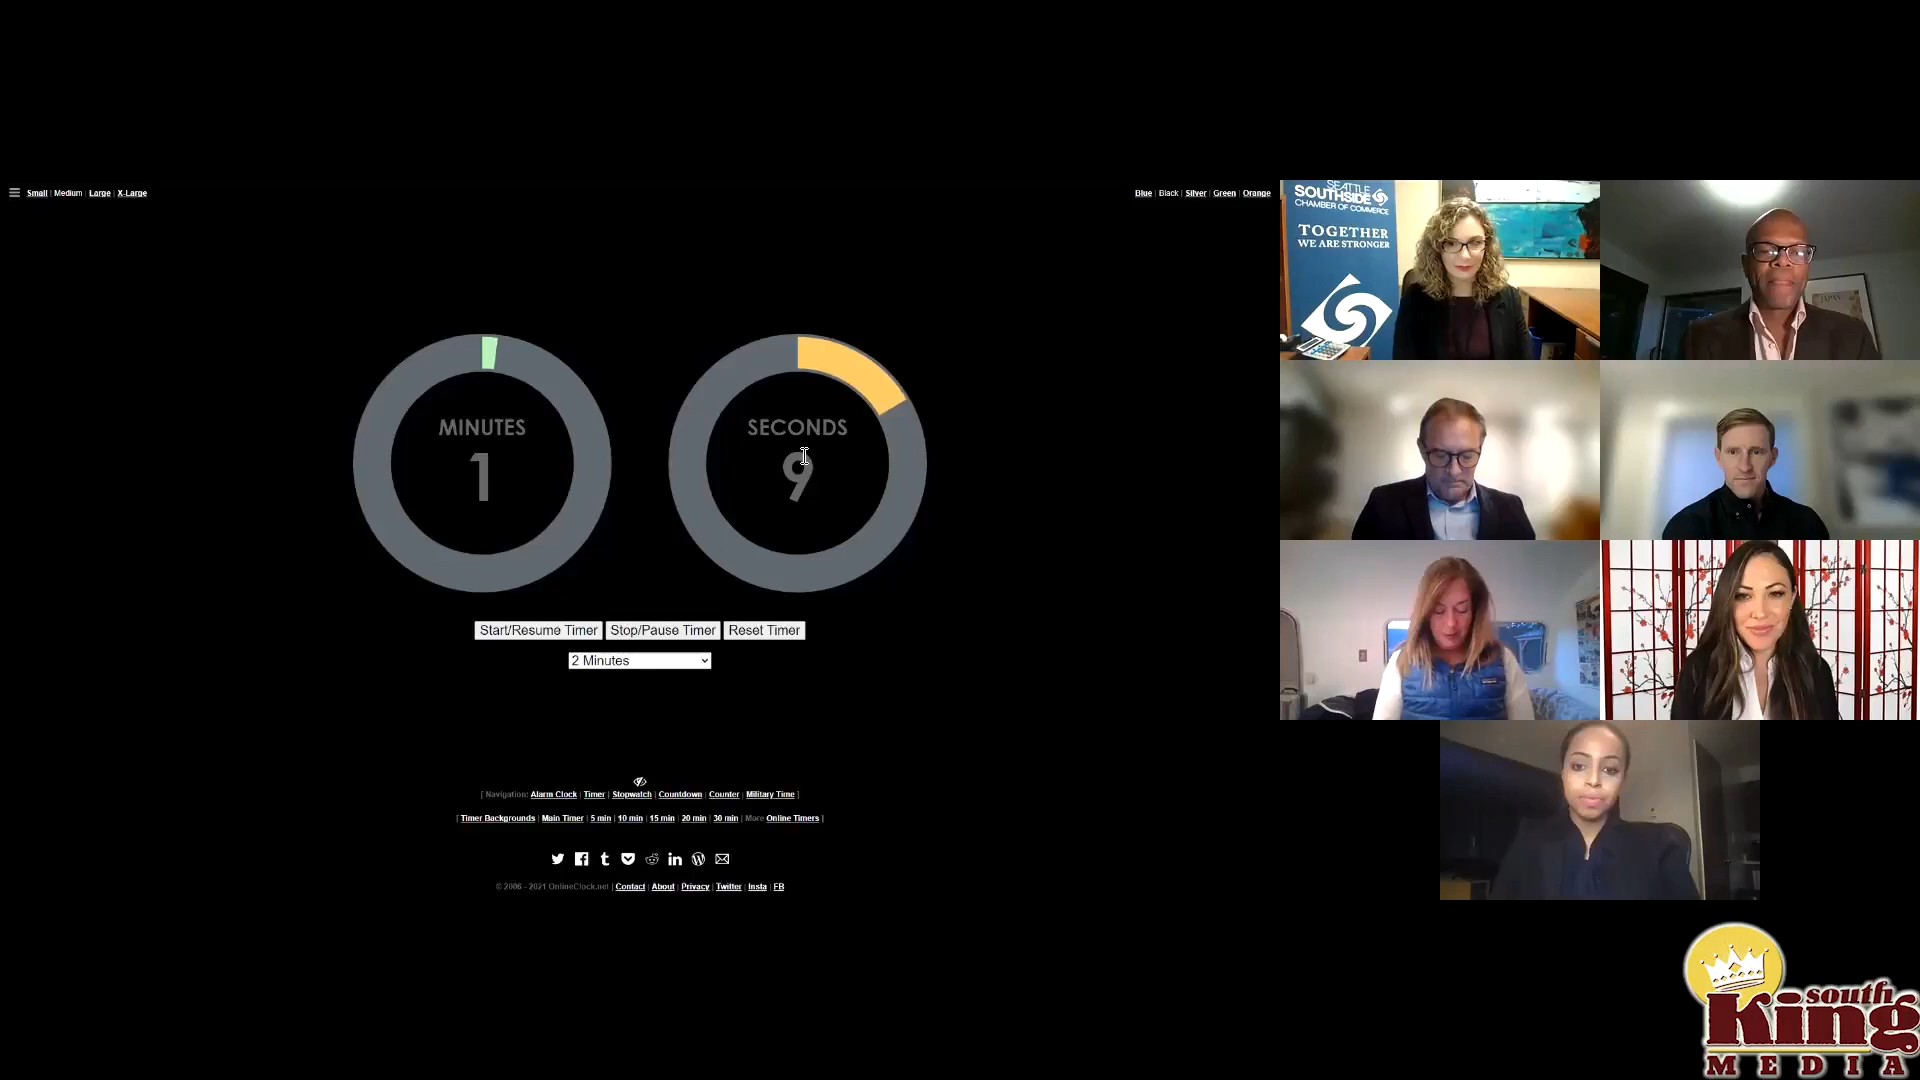 Small | Medium | Large | X-Large
Blue | Black | Silver | Green | Orange
MINUTES
1
SECONDS
9
Start/Resume Timer
Stop/Pause Timer
Reset Timer
2 Minutes
[ Navigation: Alarm Clock | Timer | Stopwatch | Countdown | Counter | Military Time ]
[ Timer Backgrounds | Main Timer | 5 min | 10 min | 15 min | 20 min | 30 min | More Online Timers ]
© 2006 - 2021 OnlineClock.net | Contact | About | Privacy | Twitter | Insta | FB
SEATTLE
SOUTHSIDE
CHAMBER OF COMMERCE
TOGETHER
WE ARE STRONGER
JAPAN
south
King
MEDIA